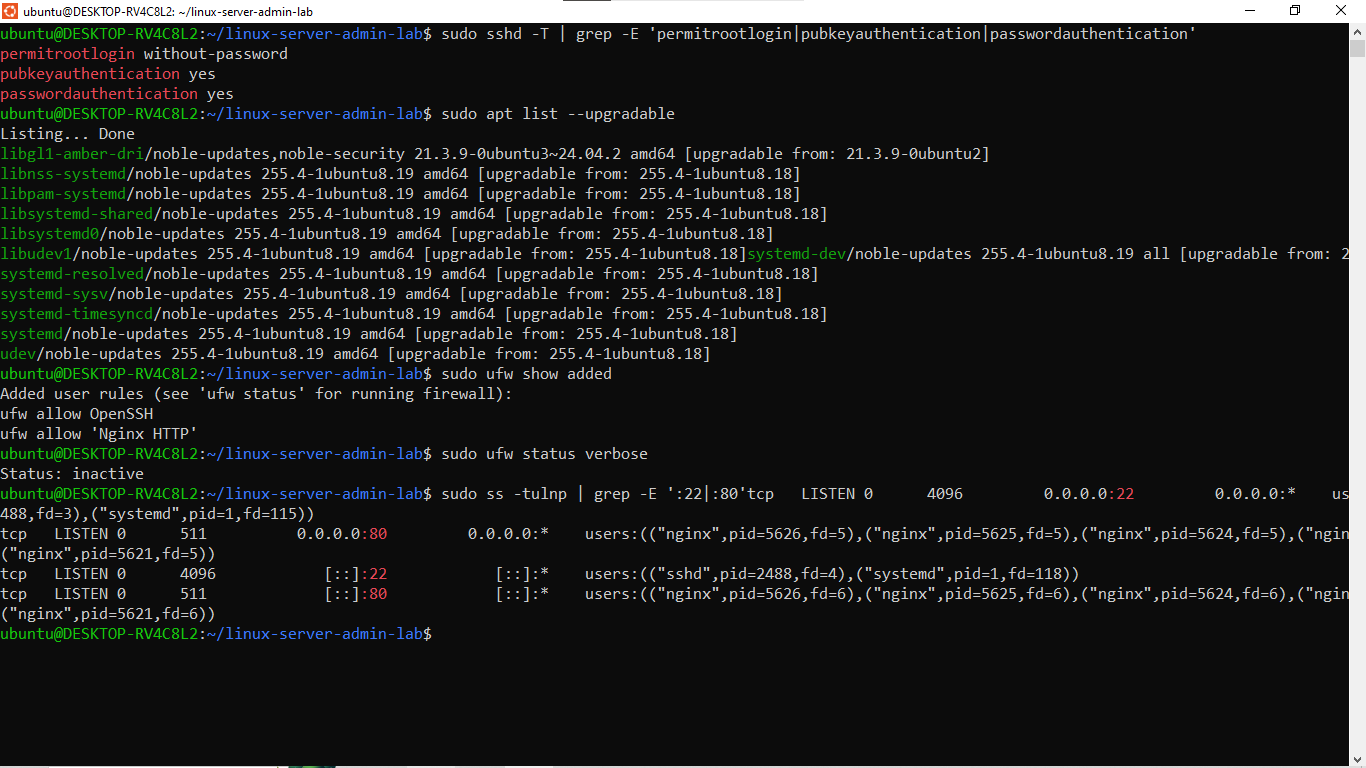 ubuntu@DESKTOP-RV4C8L2: ~/linux-server-admin-lab
ubuntu@DESKTOP-RV4C8L2:~/linux-server-admin-lab$ sudo sshd -T | grep -E 'permitrootlogin|pubkeyauthentication|passwordauthentication'
permitrootlogin without-password
pubkeyauthentication yes
passwordauthentication yes
ubuntu@DESKTOP-RV4C8L2:~/linux-server-admin-lab$ sudo apt list --upgradable
Listing... Done
libgl1-amber-dri/noble-updates,noble-security 21.3.9-0ubuntu3~24.04.2 amd64 [upgradable from: 21.3.9-0ubuntu2]
libnss-systemd/noble-updates 255.4-1ubuntu8.19 amd64 [upgradable from: 255.4-1ubuntu8.18]
libpam-systemd/noble-updates 255.4-1ubuntu8.19 amd64 [upgradable from: 255.4-1ubuntu8.18]
libsystemd-shared/noble-updates 255.4-1ubuntu8.19 amd64 [upgradable from: 255.4-1ubuntu8.18]
libsystemd0/noble-updates 255.4-1ubuntu8.19 amd64 [upgradable from: 255.4-1ubuntu8.18]
libudev1/noble-updates 255.4-1ubuntu8.19 amd64 [upgradable from: 255.4-1ubuntu8.18]systemd-dev/noble-updates 255.4-1ubuntu8.19 all [upgradable from: 2
systemd-resolved/noble-updates 255.4-1ubuntu8.19 amd64 [upgradable from: 255.4-1ubuntu8.18]
systemd-sysv/noble-updates 255.4-1ubuntu8.19 amd64 [upgradable from: 255.4-1ubuntu8.18]
systemd-timesyncd/noble-updates 255.4-1ubuntu8.19 amd64 [upgradable from: 255.4-1ubuntu8.18]
systemd/noble-updates 255.4-1ubuntu8.19 amd64 [upgradable from: 255.4-1ubuntu8.18]
udev/noble-updates 255.4-1ubuntu8.19 amd64 [upgradable from: 255.4-1ubuntu8.18]
ubuntu@DESKTOP-RV4C8L2:~/linux-server-admin-lab$ sudo ufw show added
Added user rules (see 'ufw status' for running firewall):
ufw allow OpenSSH
ufw allow 'Nginx HTTP'
ubuntu@DESKTOP-RV4C8L2:~/linux-server-admin-lab$ sudo ufw status verbose
Status: inactive
ubuntu@DESKTOP-RV4C8L2:~/linux-server-admin-lab$ sudo ss -tulnp | grep -E ':22|:80'tcp   LISTEN 0      4096         0.0.0.0:22         0.0.0.0:*    us
488,fd=3),("systemd",pid=1,fd=115))
tcp   LISTEN 0      511          0.0.0.0:80         0.0.0.0:*    users:(("nginx",pid=5626,fd=5),("nginx",pid=5625,fd=5),("nginx",pid=5624,fd=5),("ngin
("nginx",pid=5621,fd=5))
tcp   LISTEN 0      4096            [::]:22            [::]:*    users:(("sshd",pid=2488,fd=4),("systemd",pid=1,fd=118))
tcp   LISTEN 0      511             [::]:80            [::]:*    users:(("nginx",pid=5626,fd=6),("nginx",pid=5625,fd=6),("nginx",pid=5624,fd=6),("ngin
("nginx",pid=5621,fd=6))
ubuntu@DESKTOP-RV4C8L2:~/linux-server-admin-lab$